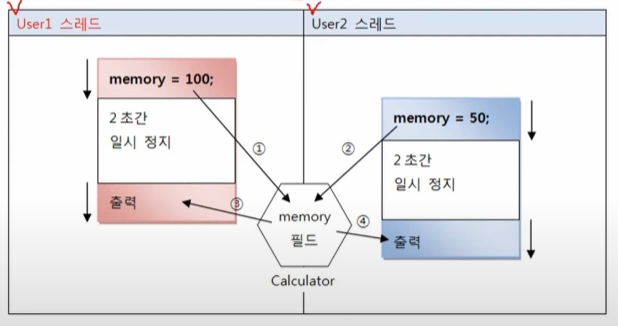 User1 스레드
User2 스레드
memory = 100;
2초간
일시 정지
출력
①
②
memory = 50;
2초간
일시 정지
출력
③
④
memory
필드
Calculator